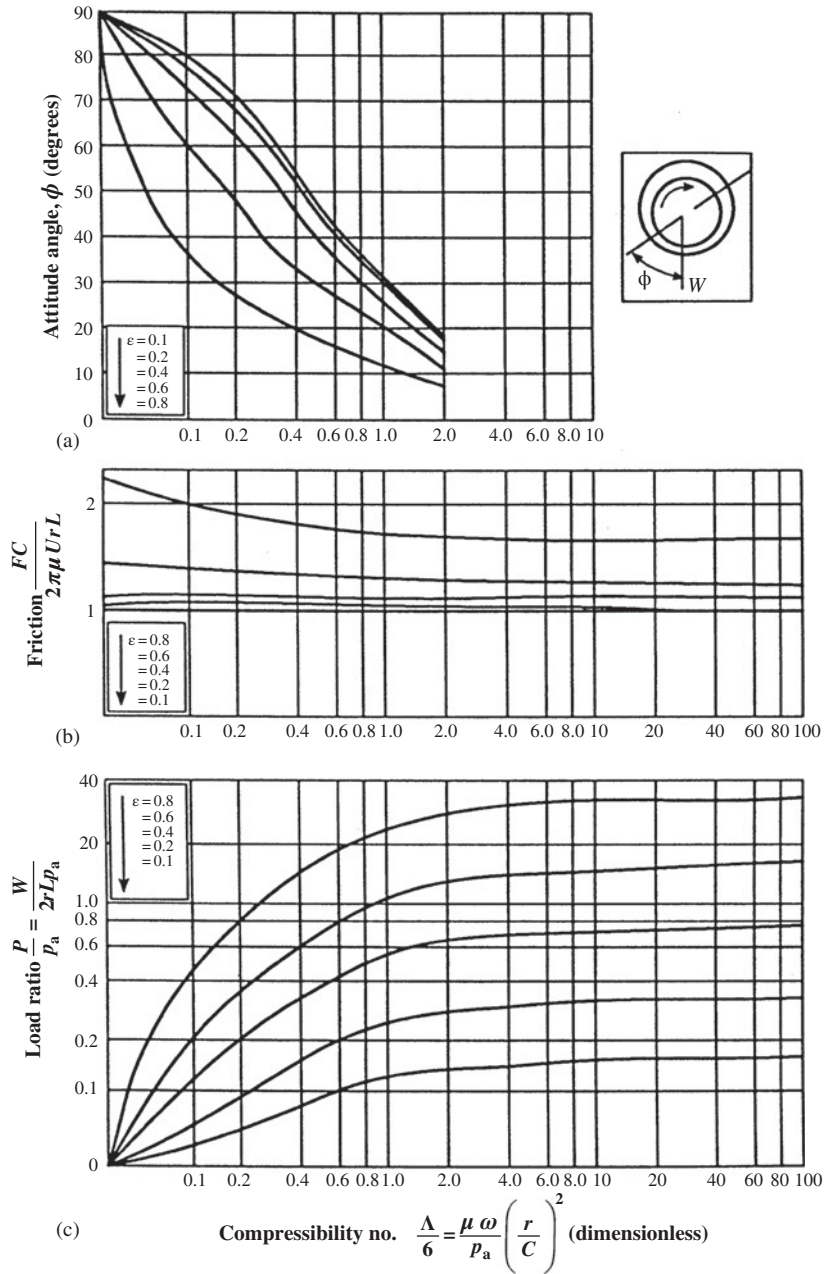 90
80
70
60
50
40
30
20
10
0
Attitude angle, ϕ (degrees)
ε = 0.1
= 0.2
= 0.4
= 0.6
= 0.8
0.1 0.2 0.4 0.6 0.8 1.0 2.0 4.0 6.0 8.0 10
(a)
ϕ W
2
1
Friction FC / 2πμUrL
ε = 0.8
= 0.6
= 0.4
= 0.2
= 0.1
0.1 0.2 0.4 0.6 0.8 1.0 2.0 4.0 6.0 8.0 10 20 40 60 80 100
(b)
40
20
1.0
0.8
0.6
0.4
0.2
0.1
0
Load ratio P / pa = W / 2rLpa
ε = 0.8
= 0.6
= 0.4
= 0.2
= 0.1
0.1 0.2 0.4 0.6 0.8 1.0 2.0 4.0 6.0 8.0 10 20 40 60 80 100
(c)
Compressibility no. Λ/6 = μ ω / pa (r / C)² (dimensionless)